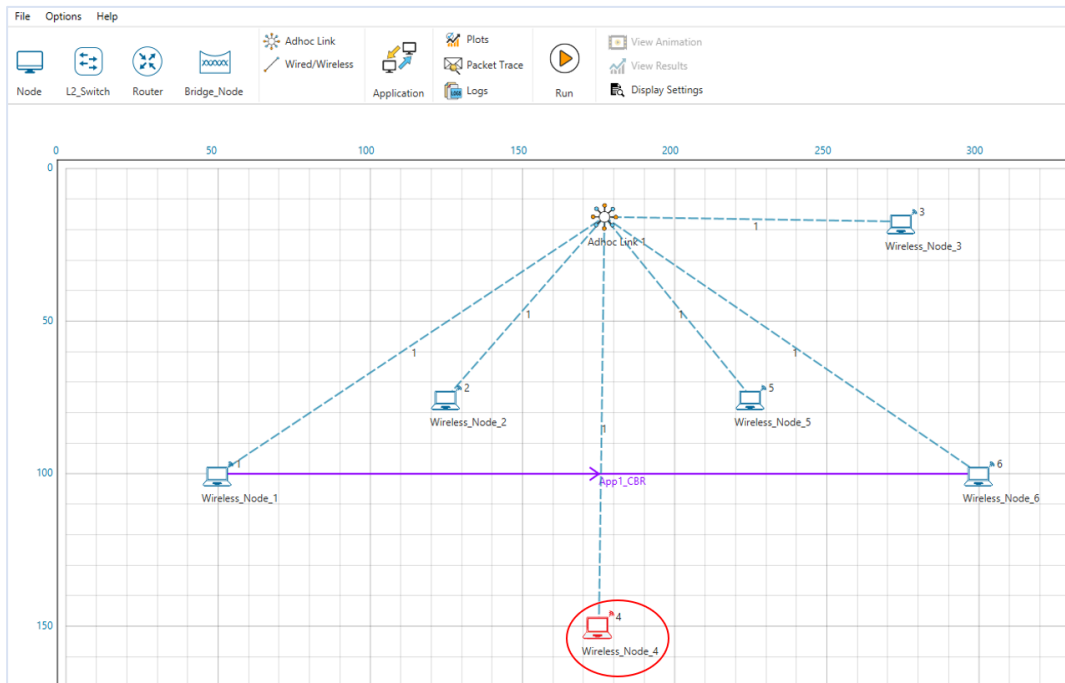 File Options Help
Adhoc Link
Wired/Wireless
Plots
Packet Trace
Logs
View Animation
View Results
Display Settings
Node L2_Switch Router Bridge_Node Application Run
0 50 100 150 200 250 300
0
3
Adhoc Link 1
1
Wireless_Node_3
50
1 1
1 1
2 5
Wireless_Node_2 Wireless_Node_5
1
100
1 6
App1_CBR
Wireless_Node_1 Wireless_Node_6
150
4
Wireless_Node_4